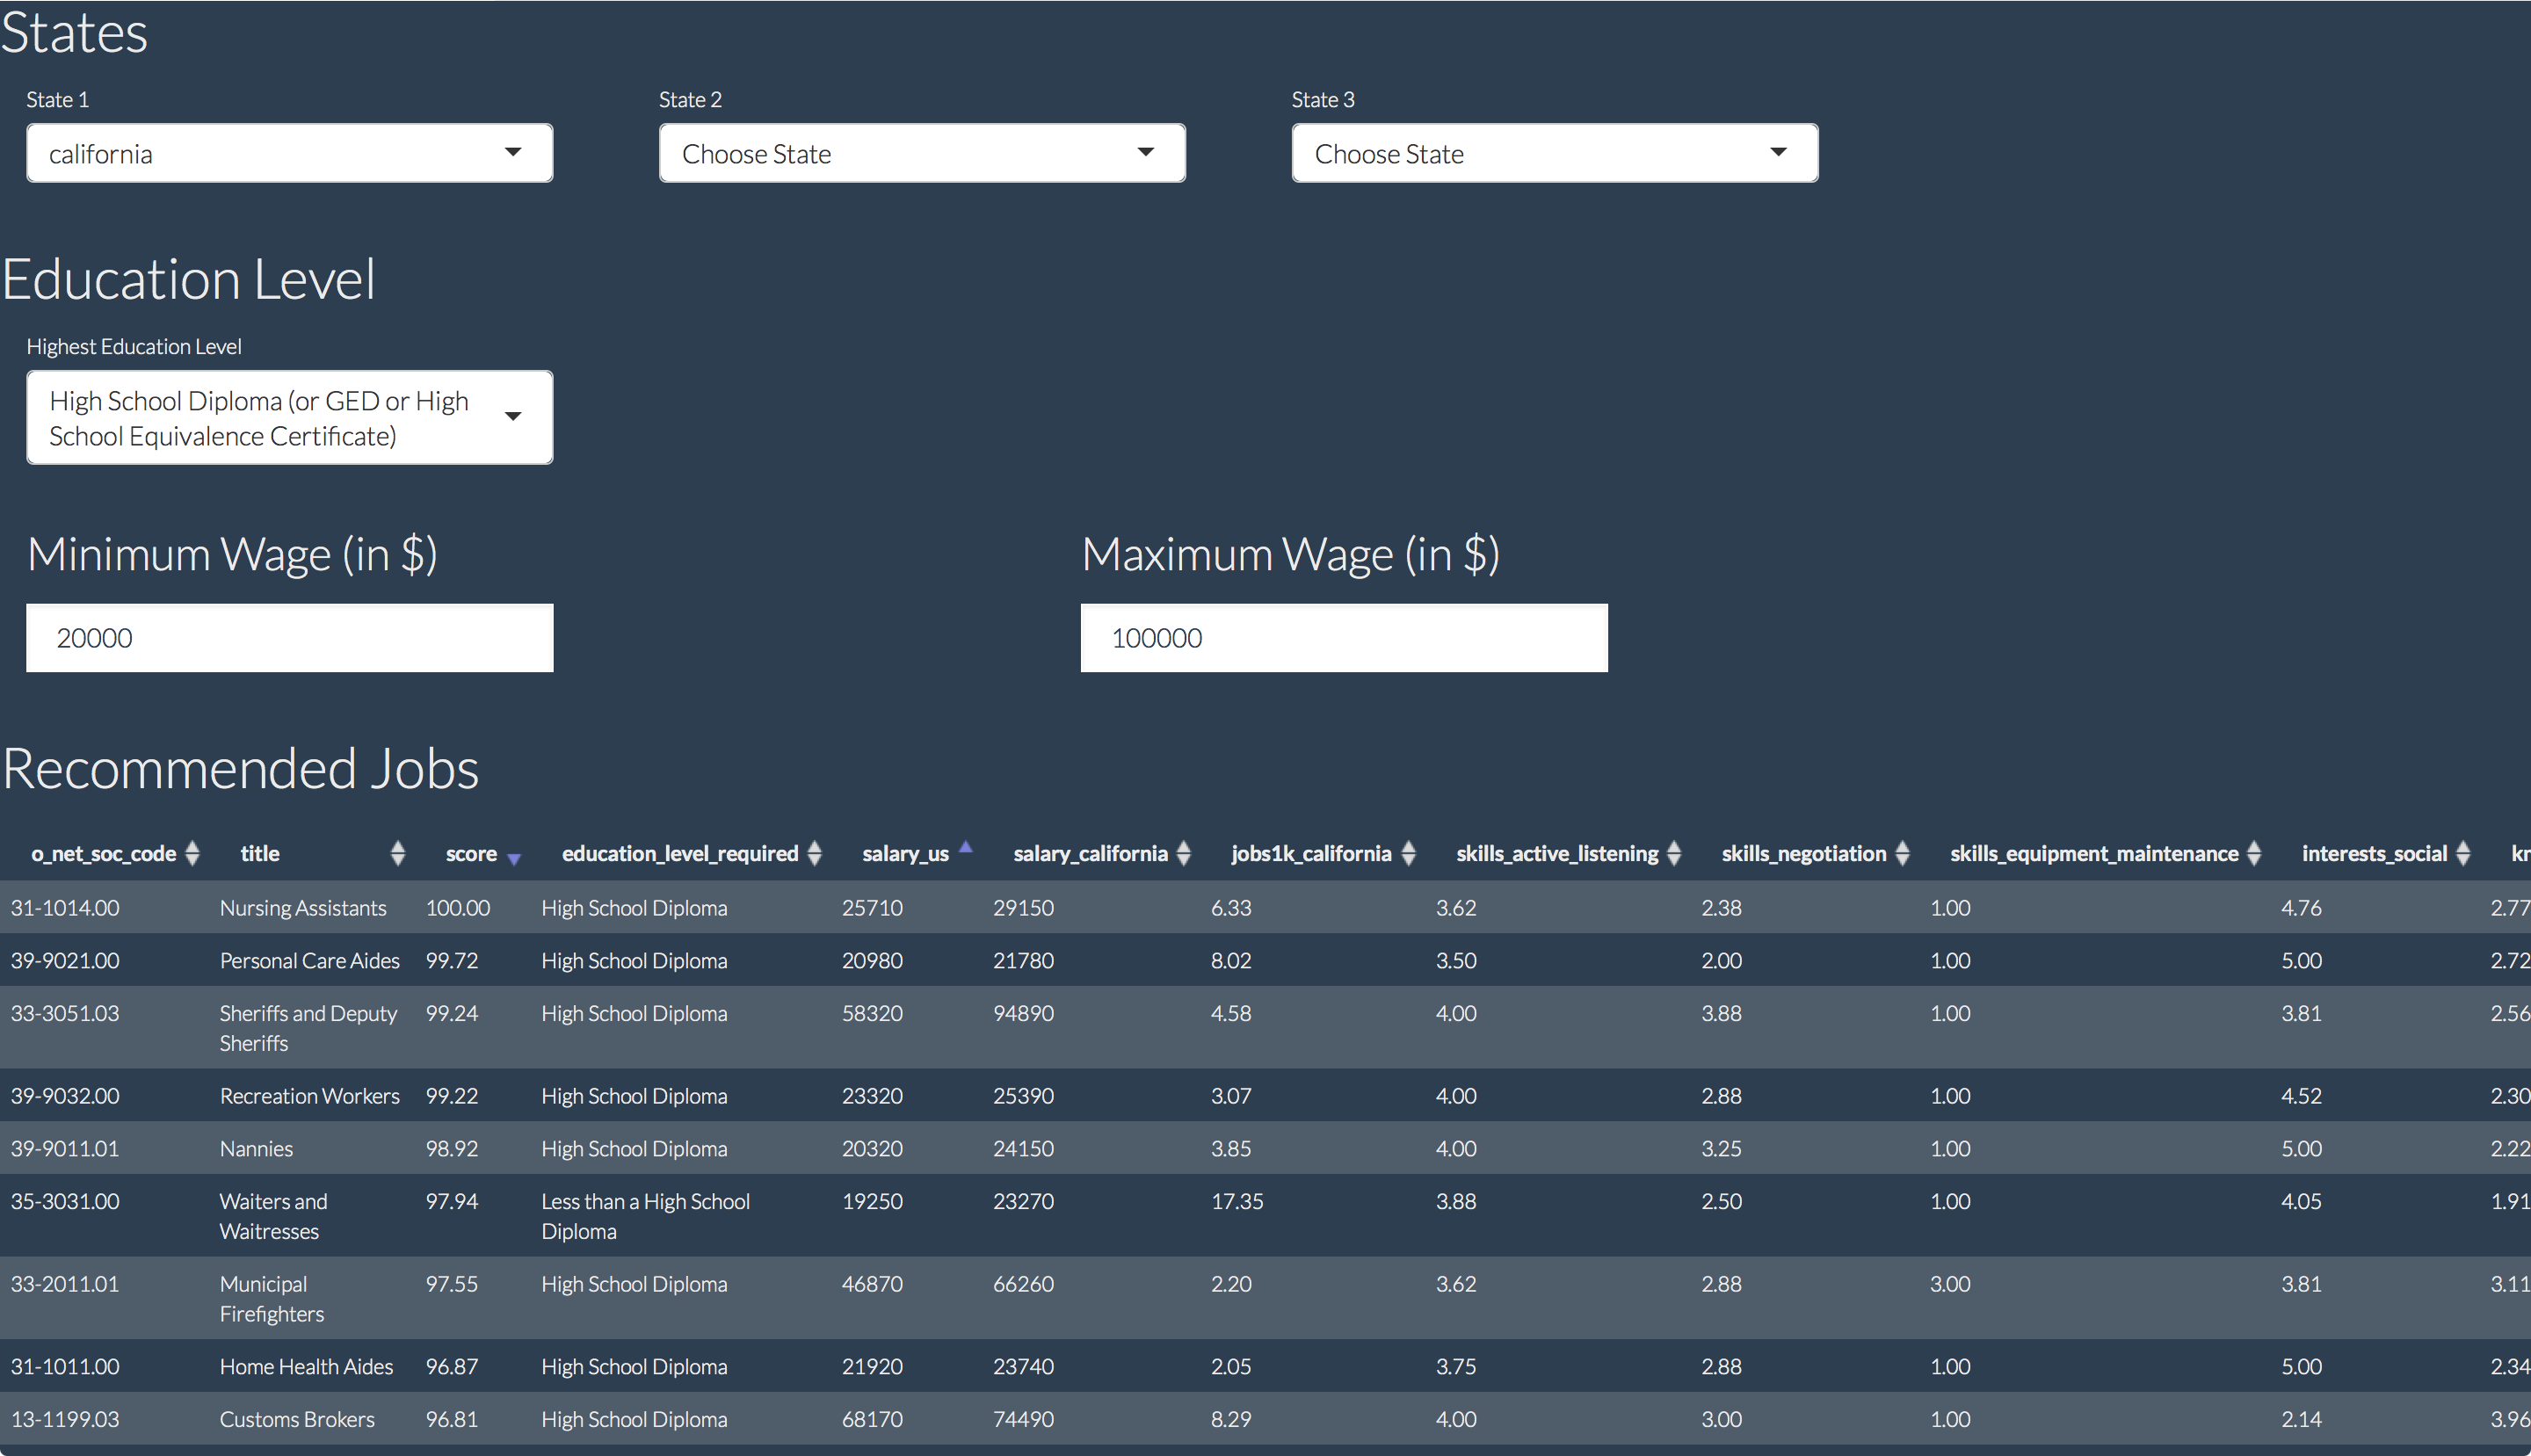 States
State 1 State 2 State 3
california Choose State Choose State
Education Level
Highest Education Level
High School Diploma (or GED or High
School Equivalence Certificate)
Minimum Wage (in $) Maximum Wage (in $)
20000 100000
Recommended Jobs
o_net_soc_code title score education_level_required salary_us salary_california jobs1k_california skills_active_listening skills_negotiation skills_equipment_maintenance interests_social
31-1014.00 Nursing Assistants 100.00 High School Diploma 25710 29150 6.33 3.62 2.38 1.00 4.76 2.77
39-9021.00 Personal Care Aides 99.72 High School Diploma 20980 21780 8.02 3.50 2.00 1.00 5.00 2.72
33-3051.03 Sheriffs and Deputy 99.24 High School Diploma 58320 94890 4.58 4.00 3.88 1.00 3.81 2.56
Sheriffs
39-9032.00 Recreation Workers 99.22 High School Diploma 23320 25390 3.07 4.00 2.88 1.00 4.52 2.30
39-9011.01 Nannies 98.92 High School Diploma 20320 24150 3.85 4.00 3.25 1.00 5.00 2.22
35-3031.00 Waiters and 97.94 Less than a High School 19250 23270 17.35 3.88 2.50 1.00 4.05 1.91
Waitresses Diploma
33-2011.01 Municipal 97.55 High School Diploma 46870 66260 2.20 3.62 2.88 3.00 3.81 3.11
Firefighters
31-1011.00 Home Health Aides 96.87 High School Diploma 21920 23740 2.05 3.75 2.88 1.00 5.00 2.34
13-1199.03 Customs Brokers 96.81 High School Diploma 68170 74490 8.29 4.00 3.00 1.00 2.14 3.96